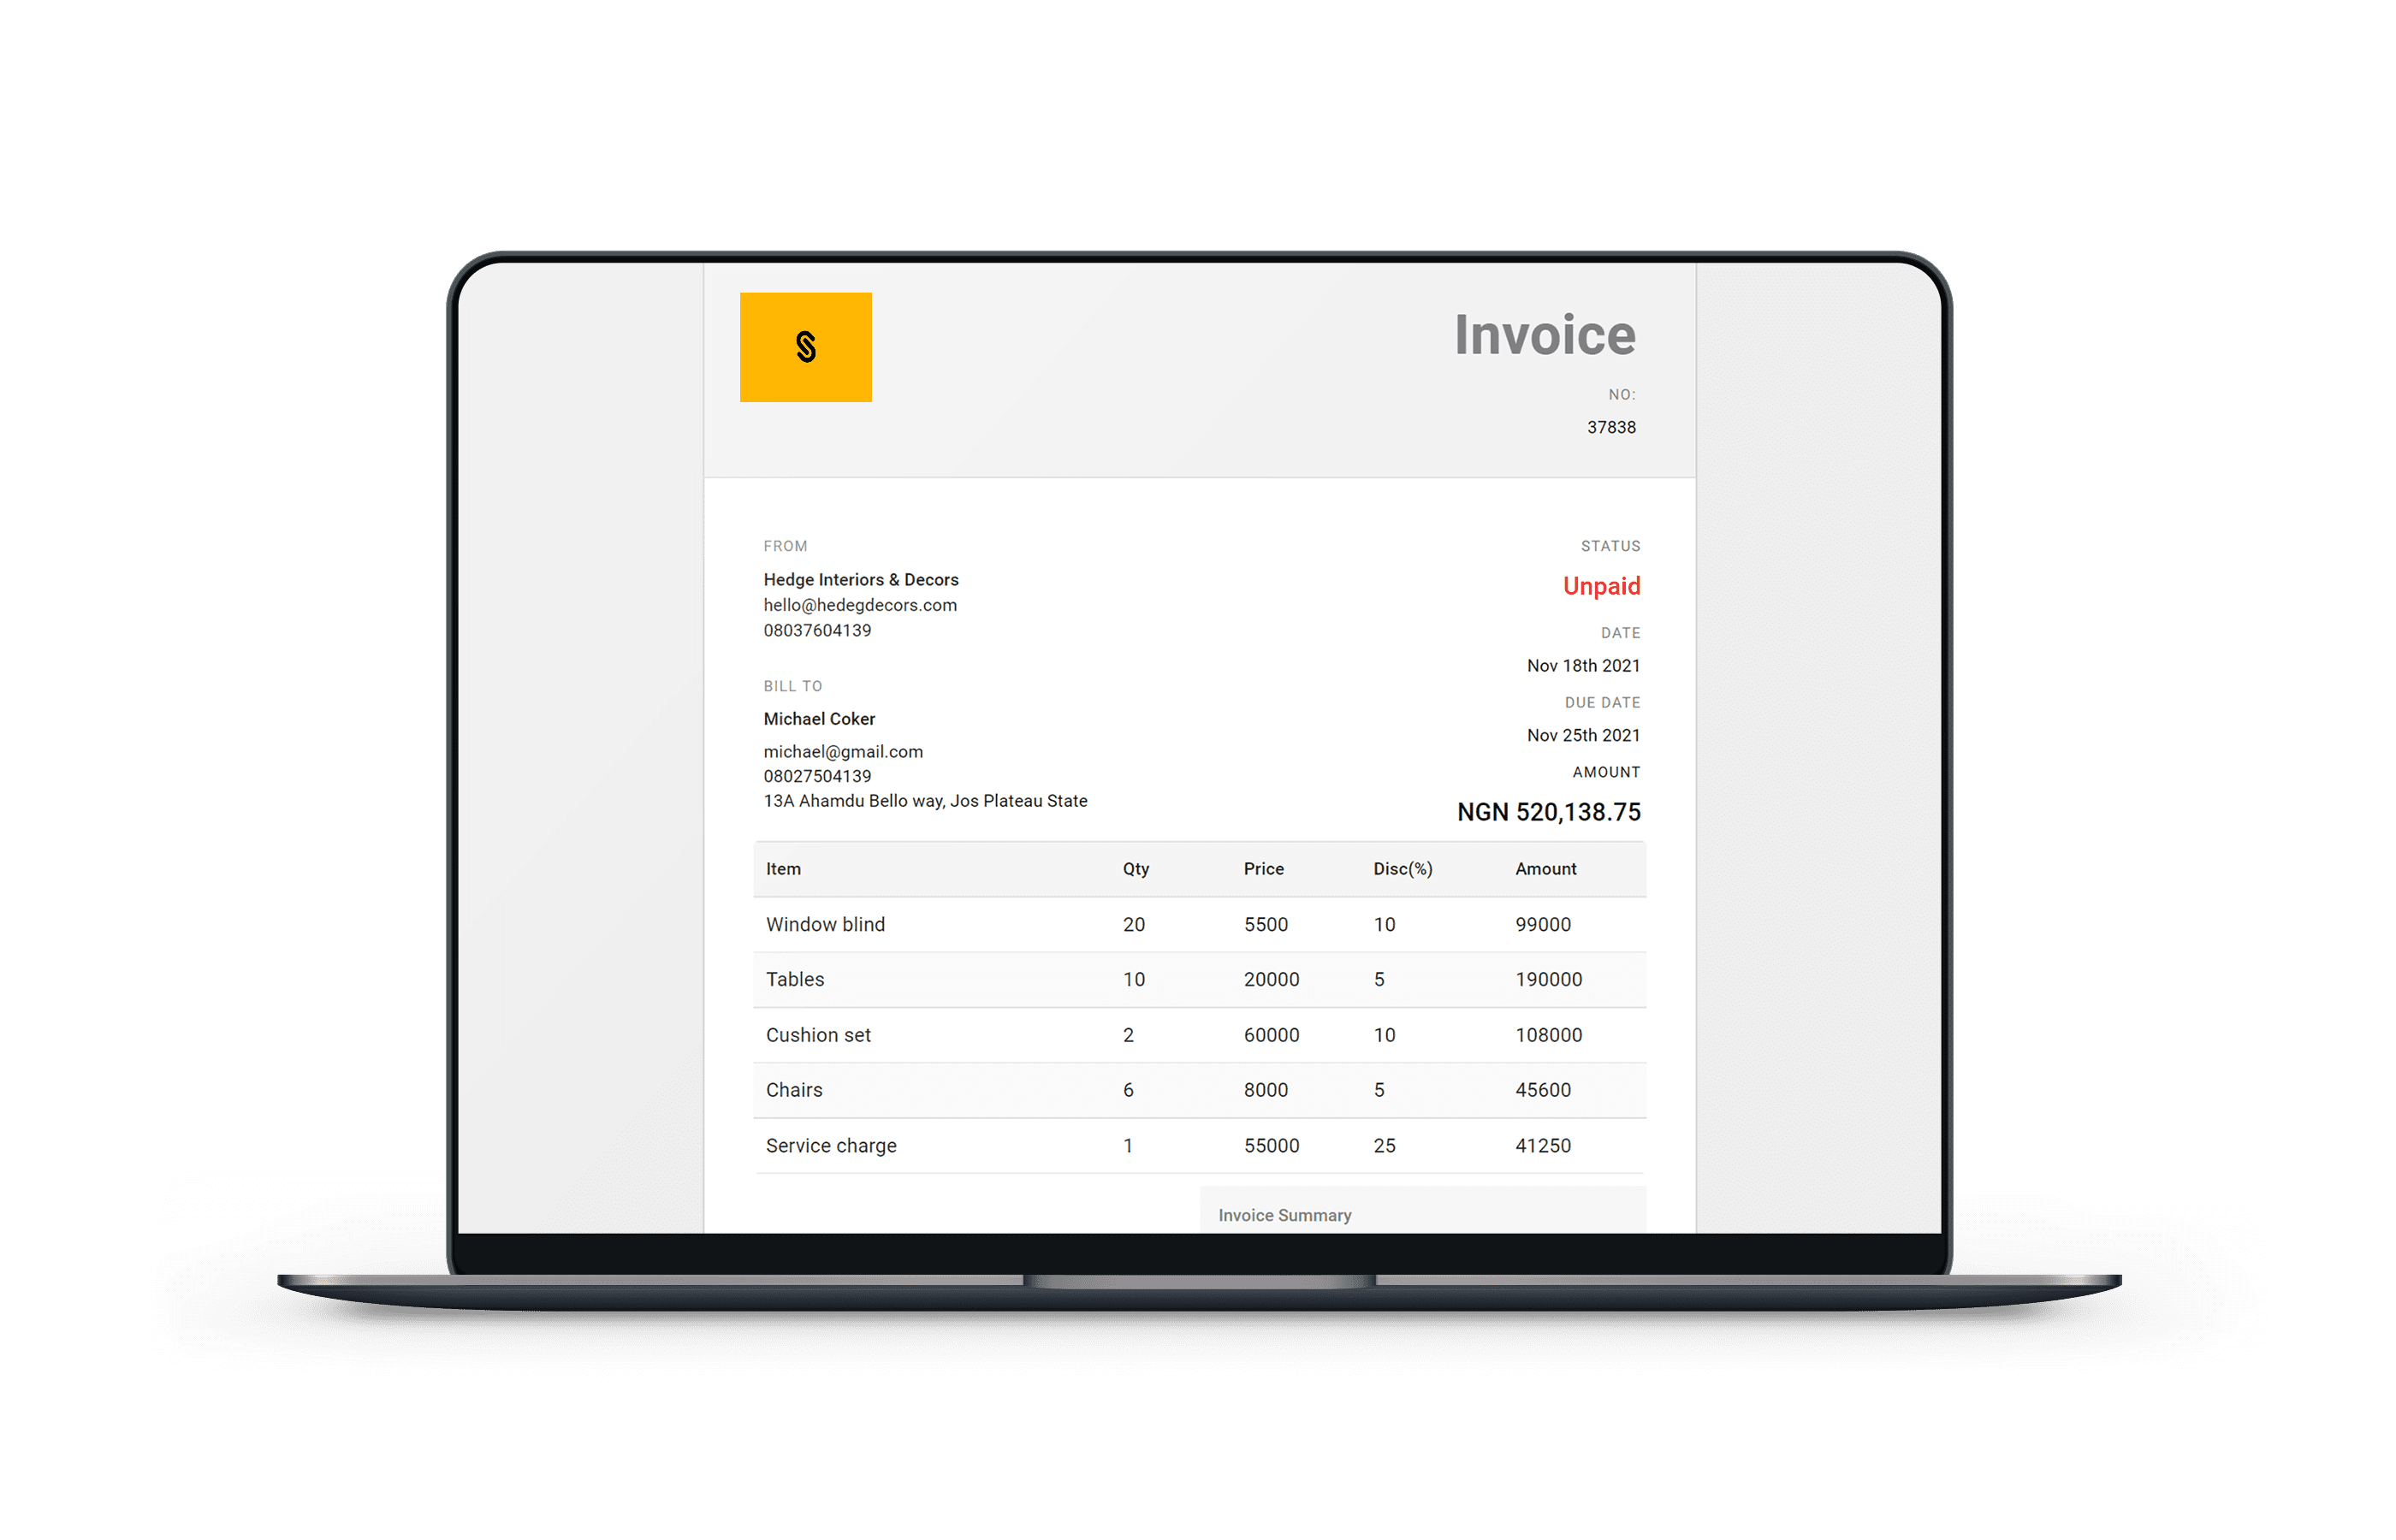 Invoice
NO:
37838
FROM
Hedge Interiors & Decors
hello@hedegdecors.com
08037604139
BILL TO
Michael Coker
michael@gmail.com
08027504139
13A Ahamdu Bello way, Jos Plateau State
STATUS
Unpaid
DATE
Nov 18th 2021
DUE DATE
Nov 25th 2021
AMOUNT
NGN 520,138.75
Item Qty Price Disc(%) Amount
Window blind 20 5500 10 99000
Tables 10 20000 5 190000
Cushion set 2 60000 10 108000
Chairs 6 8000 5 45600
Service charge 1 55000 25 41250
Invoice Summary